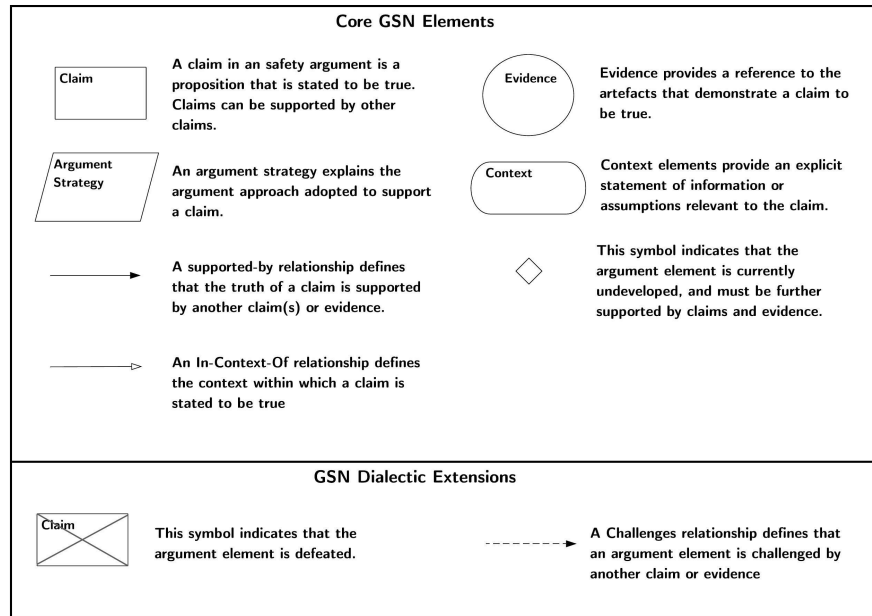 Core GSN Elements
Claim
A claim in an safety argument is a
proposition that is stated to be true.
Claims can be supported by other
claims.
Evidence
Evidence provides a reference to the
artefacts that demonstrate a claim to
be true.
Argument
Strategy
An argument strategy explains the
argument approach adopted to support
a claim.
Context
Context elements provide an explicit
statement of information or
assumptions relevant to the claim.
A supported-by relationship defines
that the truth of a claim is supported
by another claim(s) or evidence.
This symbol indicates that the
argument element is currently
undeveloped, and must be further
supported by claims and evidence.
An In-Context-Of relationship defines
the context within which a claim is
stated to be true
GSN Dialectic Extensions
Claim
This symbol indicates that the
argument element is defeated.
A Challenges relationship defines that
an argument element is challenged by
another claim or evidence